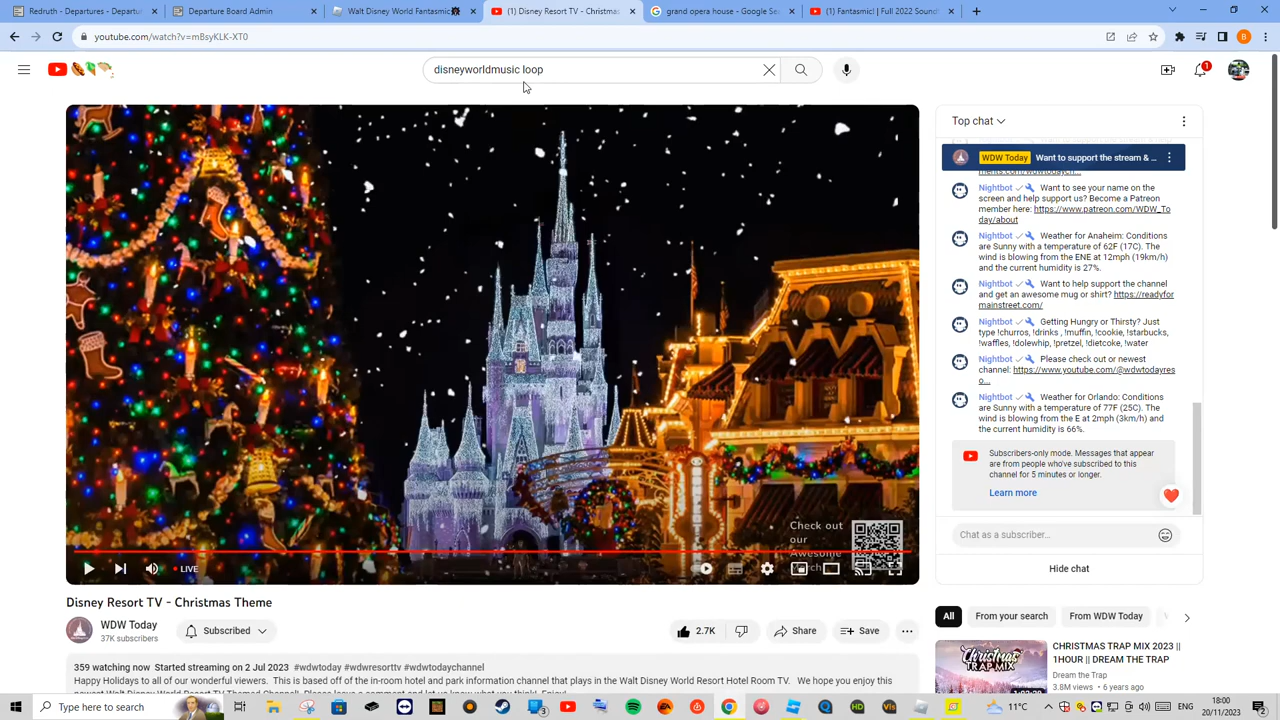 Redruth - Departures - Departur
Departure Board
Walt Disney World Fantasmic
(1) Disney Resort TV - Christmas
grand opera house - Google Sea
(1) Fantasmic! | Full 2022 Sound
youtube.com/watch?v=mBsyKLK-XT0
B
disneyworldmusic loop
1
Top chat
WDW Today Want to support the stream & ...
Nightbot Want to see your name on the
screen and help support us? Become a Patreon
member here: https://www.patreon.com/WDW_To
day/about
Nightbot Weather for Anaheim: Conditions
are Sunny with a temperature of 62F (17C). The
wind is blowing from the ENE at 12mph (19km/h)
and the current humidity is 27%.
Nightbot Want to help support the channel
and get an awesome mug or shirt? https://readyfor
mainstreet.com/
Nightbot Getting Hungry or Thirsty? Just
type !churros, !drinks , !muffin, !cookie, !starbucks,
!waffles, !dolewhip, !pretzel, !dietcoke, !water
Nightbot Please check out or newest
channel: https://www.youtube.com/@wdwtodayres
o...
Nightbot Weather for Orlando: Conditions
are Sunny with a temperature of 77F (25C). The
wind is blowing from the E at 2mph (3km/h) and
the current humidity is 66%.
Subscribers-only mode. Messages that appear
are from people who've subscribed to this
channel for 5 minutes or longer.
Learn more
Chat as a subscriber...
Hide chat
Check out
our
Awesome
LIVE
Disney Resort TV - Christmas Theme
WDW Today
37K subscribers
Subscribed
2.7K
Share
Save
359 watching now Started streaming on 2 Jul 2023 #wdwtoday #wdwresorttv #wdwtodaychannel
Happy Holidays to all of our wonderful viewers. This is based off of the in-room hotel and park information channel that plays in the Walt Disney World Resort Hotel Room TV. We hope you enjoy this
All
From your search
From WDW Today
CHRISTMAS TRAP MIX 2023 ||
1HOUR || DREAM THE TRAP
Dream the Trap
3.8M views • 6 years ago
Type here to search
11°C
ENG
18:00
20/11/2023
2